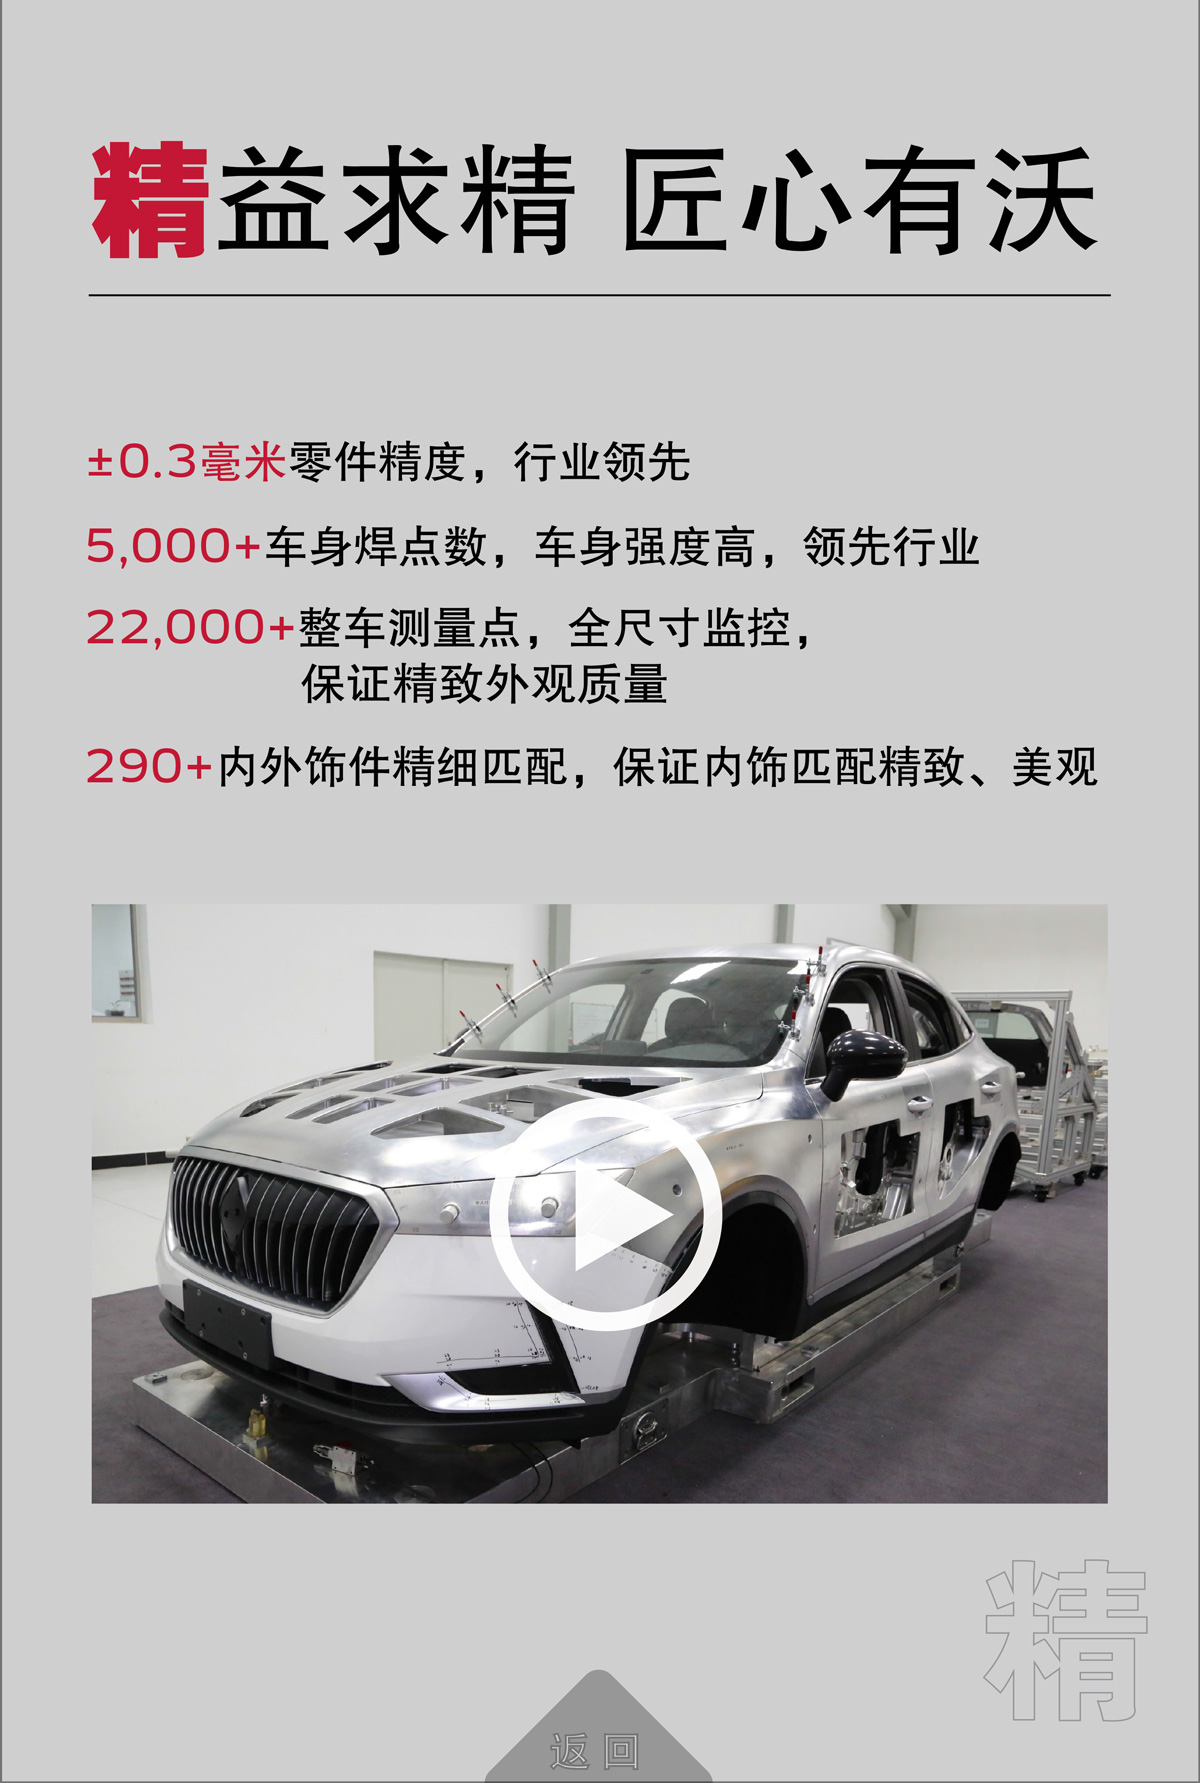 精益求精 匠心有沃
±0.3毫米零件精度，行业领先
5,000+车身焊点数，车身强度高，领先行业
22,000+整车测量点，全尺寸监控，
保证精致外观质量
290+内外饰件精细匹配，保证内饰匹配精致、美观
精
返回